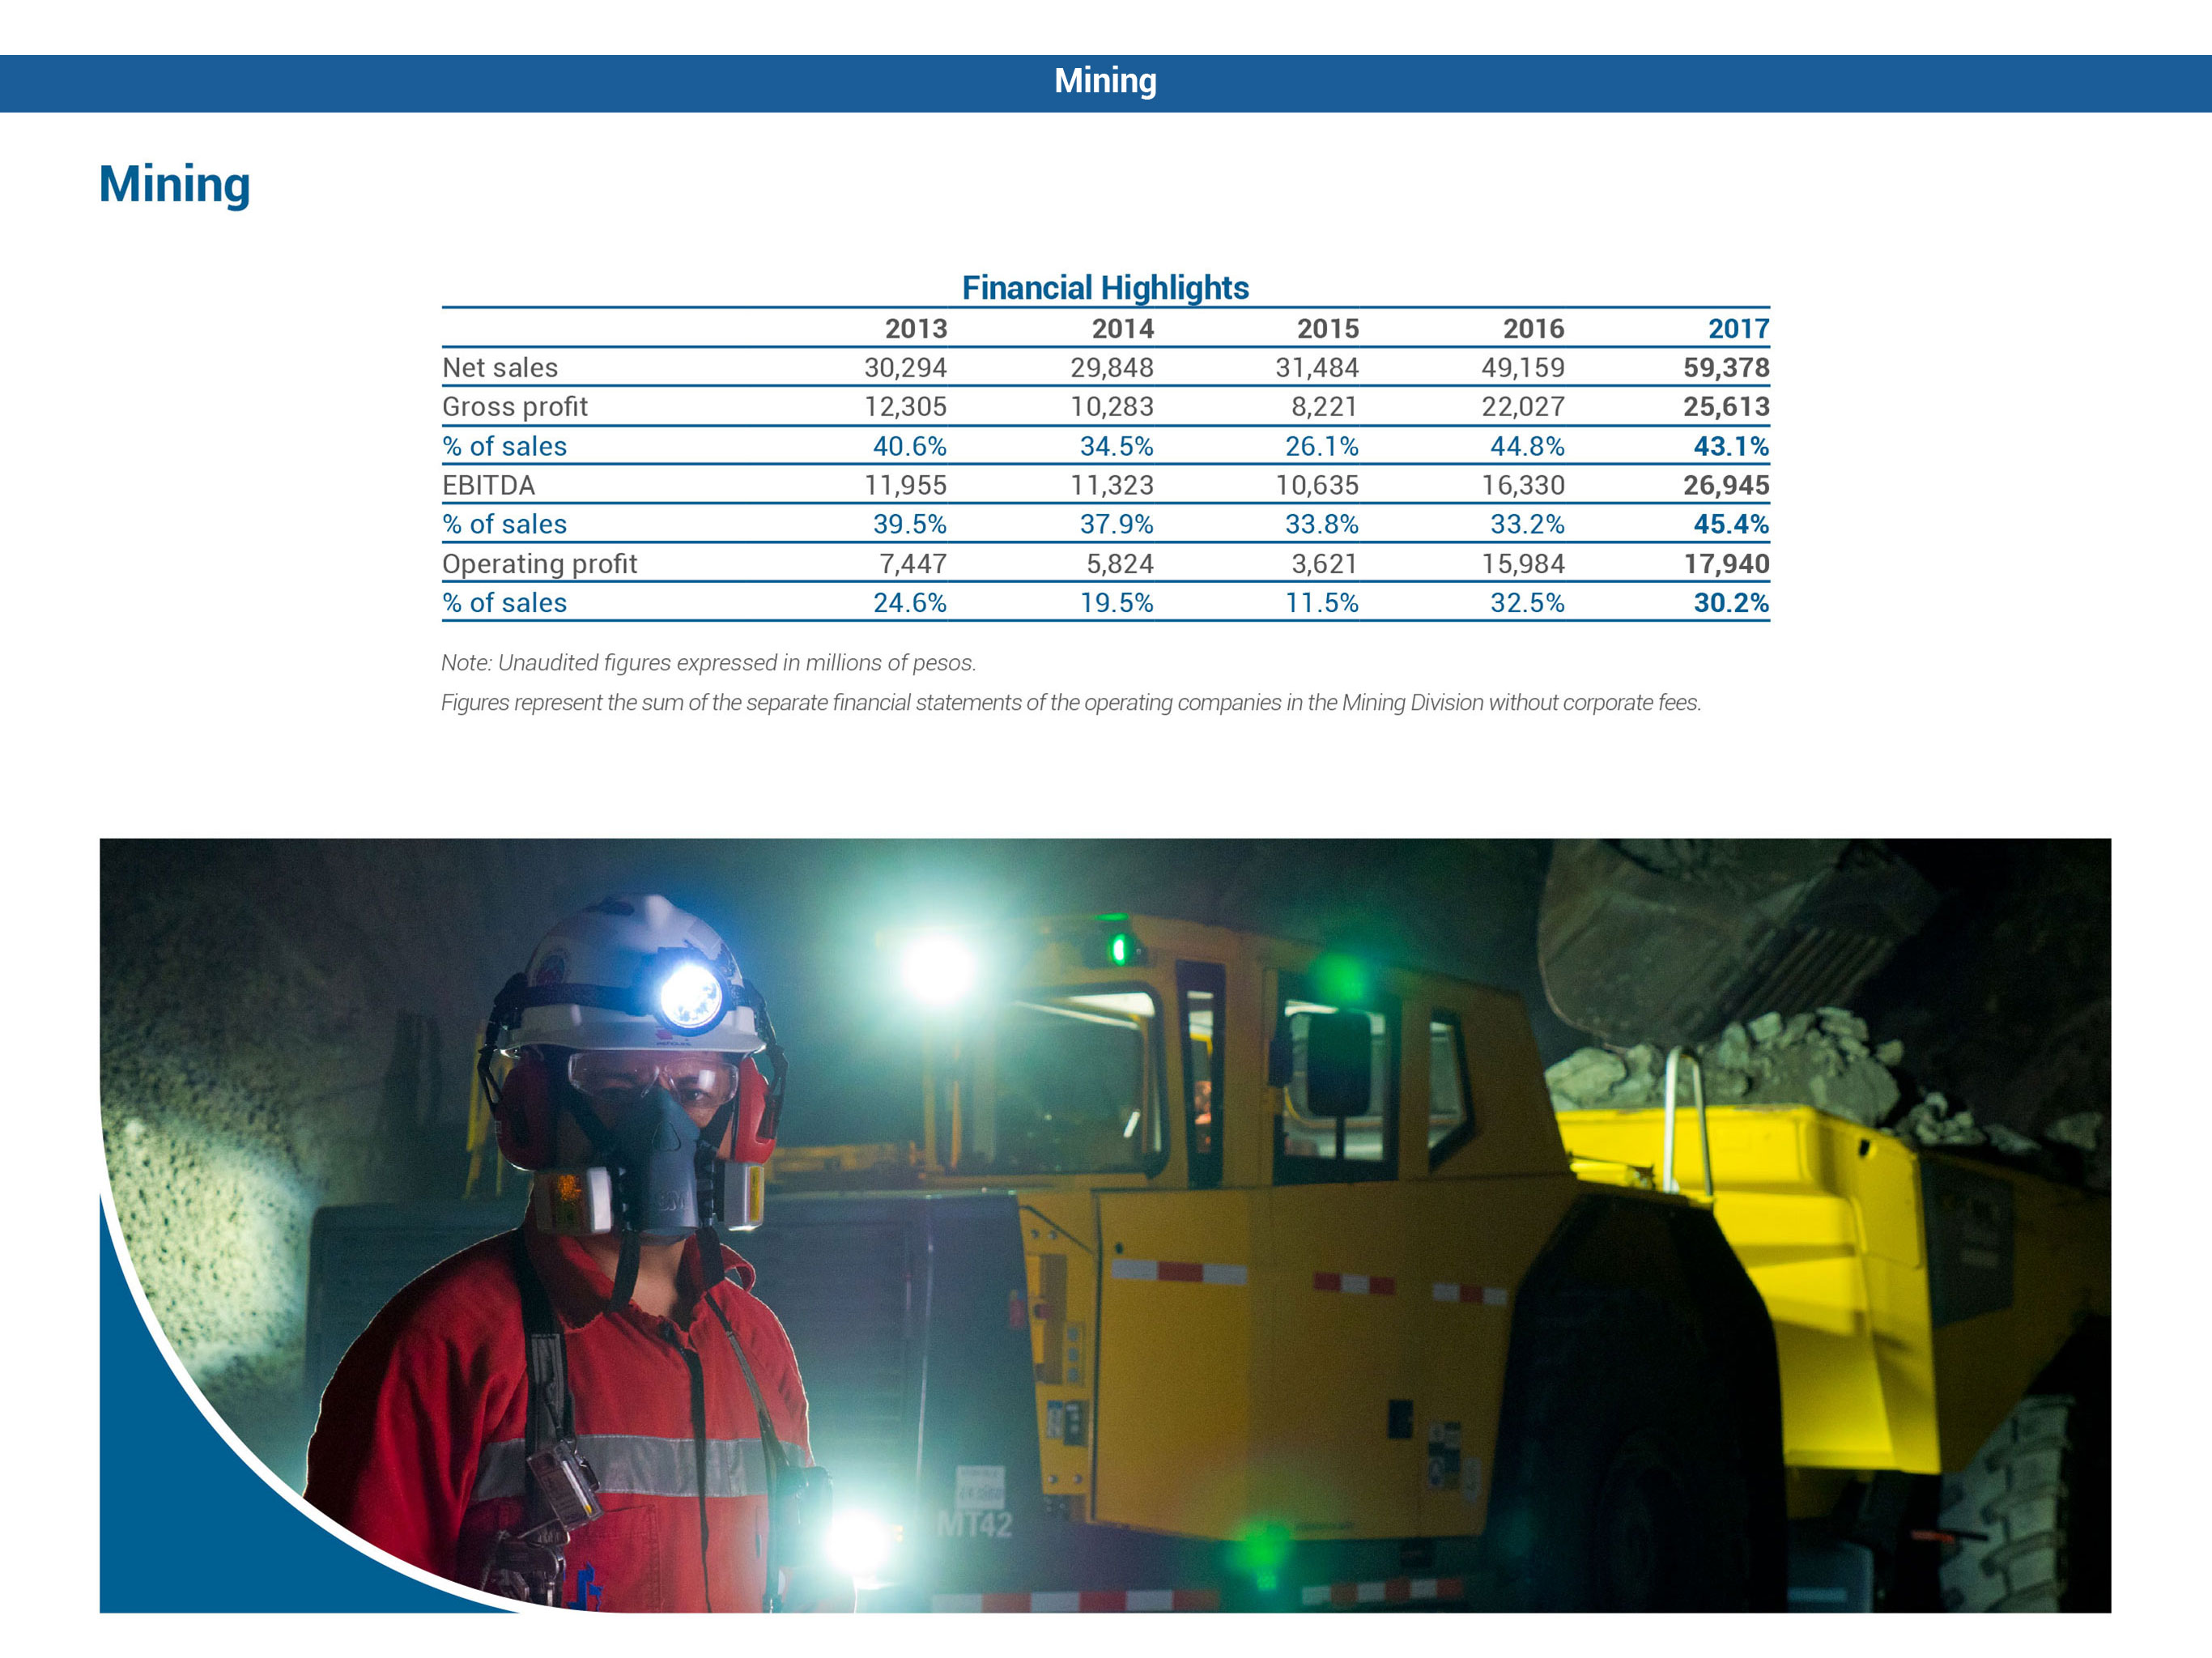 Mining
Mining
Financial Highlights
2013 2014 2015 2016 2017
Net sales 30,294 29,848 31,484 49,159 59,378
Gross profit 12,305 10,283 8,221 22,027 25,613
% of sales 40.6% 34.5% 26.1% 44.8% 43.1%
EBITDA 11,955 11,323 10,635 16,330 26,945
% of sales 39.5% 37.9% 33.8% 33.2% 45.4%
Operating profit 7,447 5,824 3,621 15,984 17,940
% of sales 24.6% 19.5% 11.5% 32.5% 30.2%
Note: Unaudited figures expressed in millions of pesos.
Figures represent the sum of the separate financial statements of the operating companies in the Mining Division without corporate fees.
3M
MT42